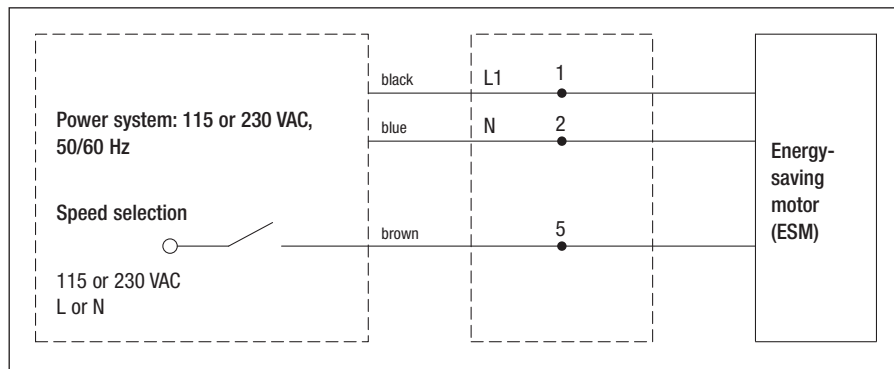 Power system: 115 or 230 VAC,
50/60 Hz
Speed selection
115 or 230 VAC
L or N
black
L1
1
blue
N
2
brown
5
Energy-
saving
motor
(ESM)